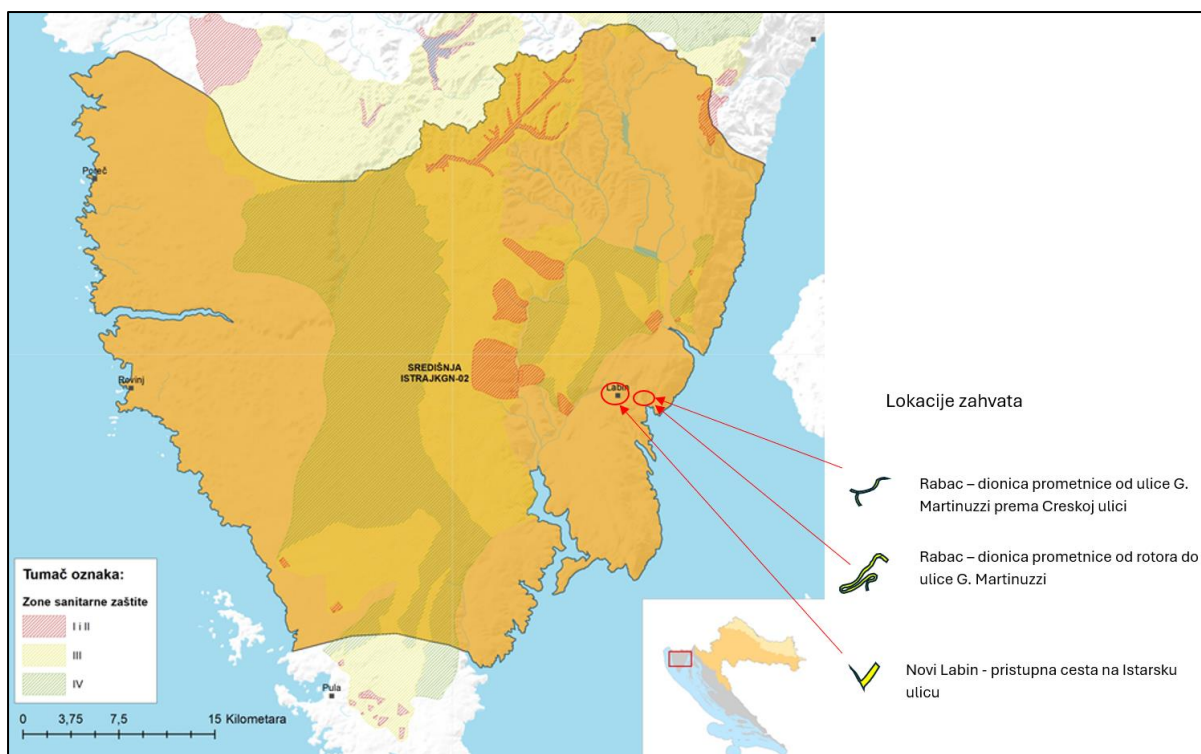 Poreč
Rovinj
SREDIŠNJA
ISTRAJKGN-02
Labin
Pula
Tumač oznaka:
Zone sanitarne zaštite
I i II
III
IV
0 3,75 7,5 15 Kilometara
Lokacije zahvata
Rabac – dionica prometnice od ulice G.
Martinuzzi prema Creskoj ulici
Rabac – dionica prometnice od rotora do
ulice G. Martinuzzi
Novi Labin - pristupna cesta na Istarsku
ulicu